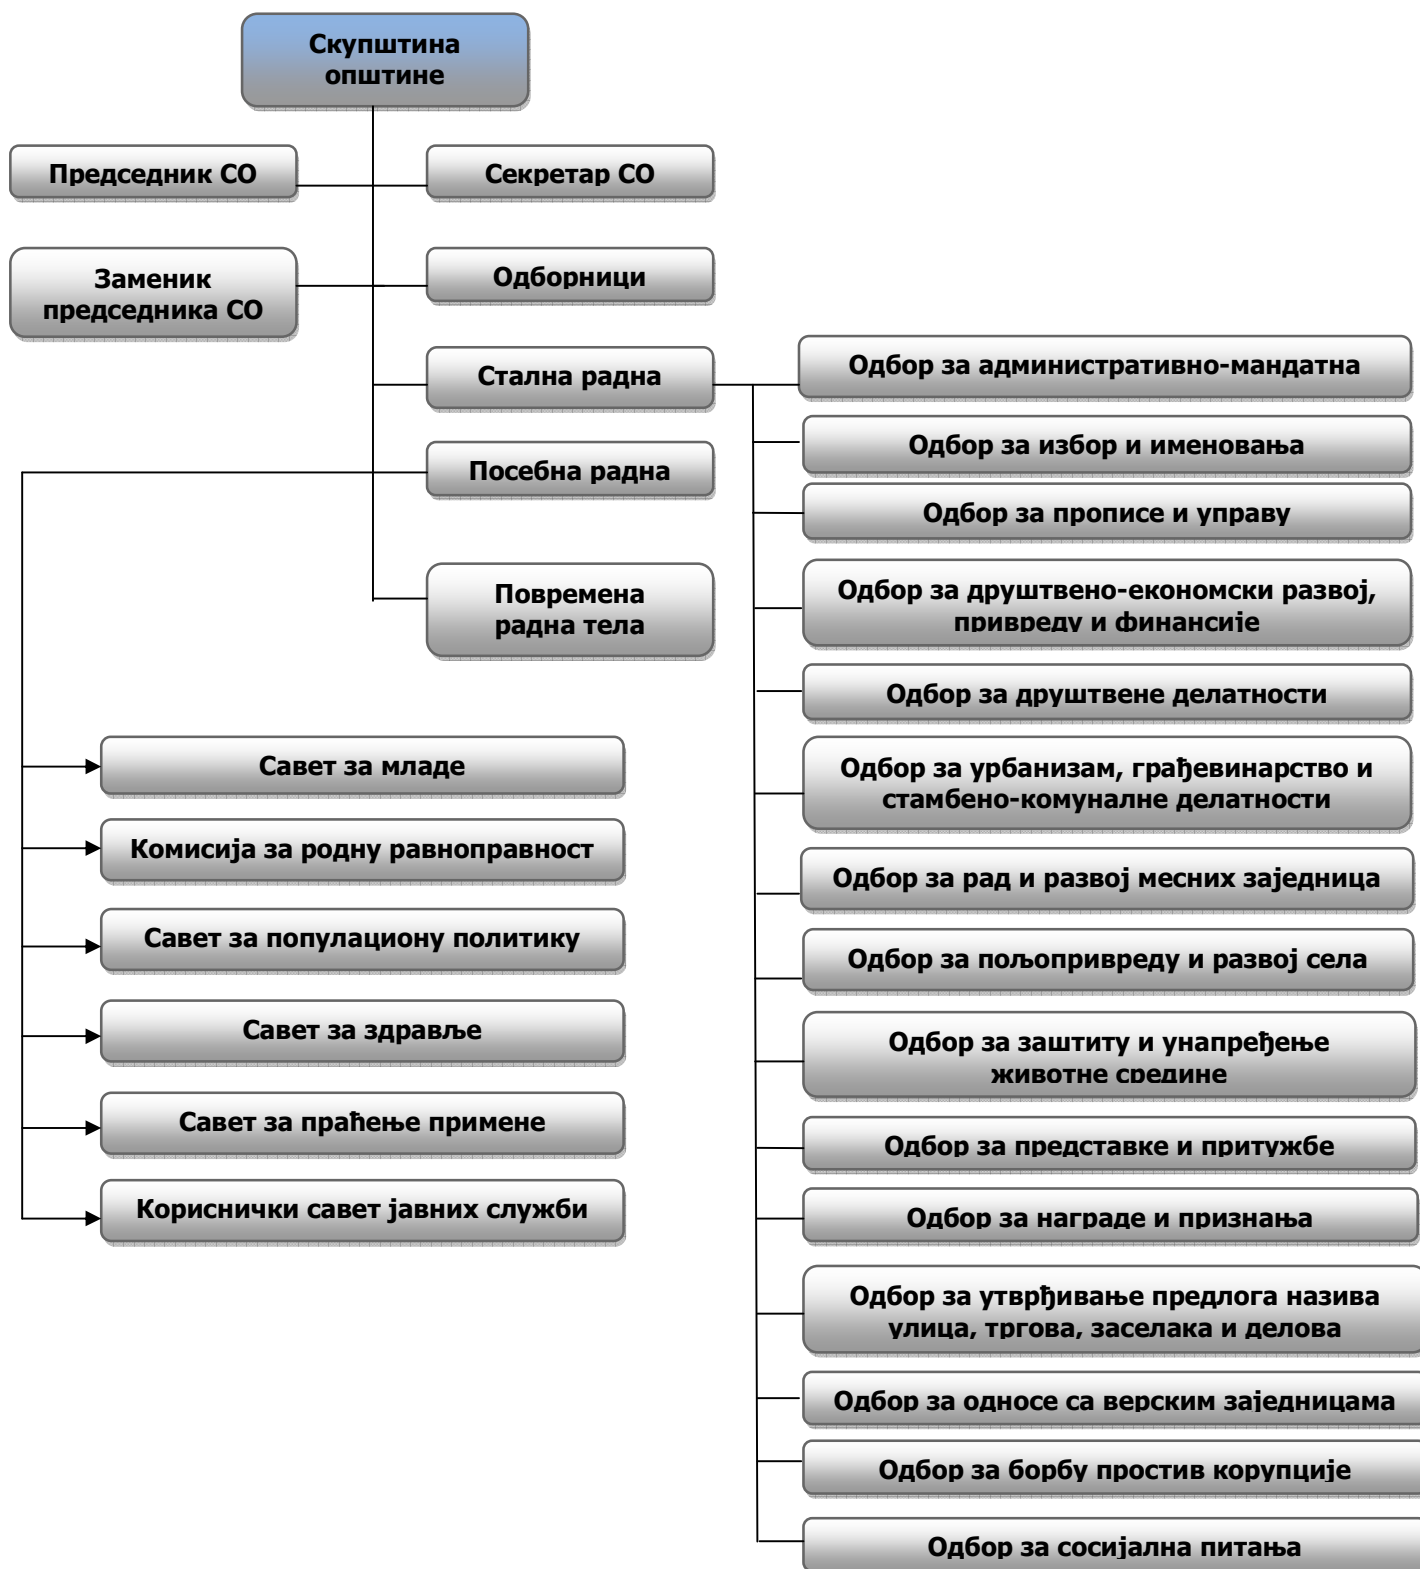 Скупштина
општине
Председник СО
Секретар СО
Заменик
председника СО
Одборници
Стална радна
Посебна радна
Повремена
радна тела
Одбор за административно-мандатна
Одбор за избор и именовања
Одбор за прописе и управу
Одбор за друштвено-економски развој,
привреду и финансије
Одбор за друштвене делатности
Одбор за урбанизам, грађевинарство и
стамбено-комуналне делатности
Одбор за рад и развој месних заједница
Одбор за пољопривреду и развој села
Одбор за заштиту и унапређење
животне средине
Одбор за представке и притужбе
Одбор за награде и признања
Одбор за утврђивање предлога назива
улица, тргова, заселака и делова
Одбор за односе са верским заједницама
Одбор за борбу простив корупције
Одбор за сосијална питања
Савет за младе
Комисија за родну равноправност
Савет за популациону политику
Савет за здравље
Савет за праћење примене
Кориснички савет јавних служби